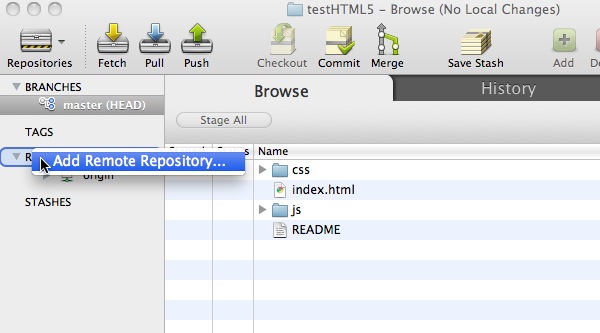 testHTML5 – Browse (No Local Changes)
Repositories Fetch Pull Push Checkout Commit Merge Save Stash Add
BRANCHES
master (HEAD)
Browse History
TAGS
Stage All
Name
Add Remote Repository...
origin
css
index.html
STASHES
js
README